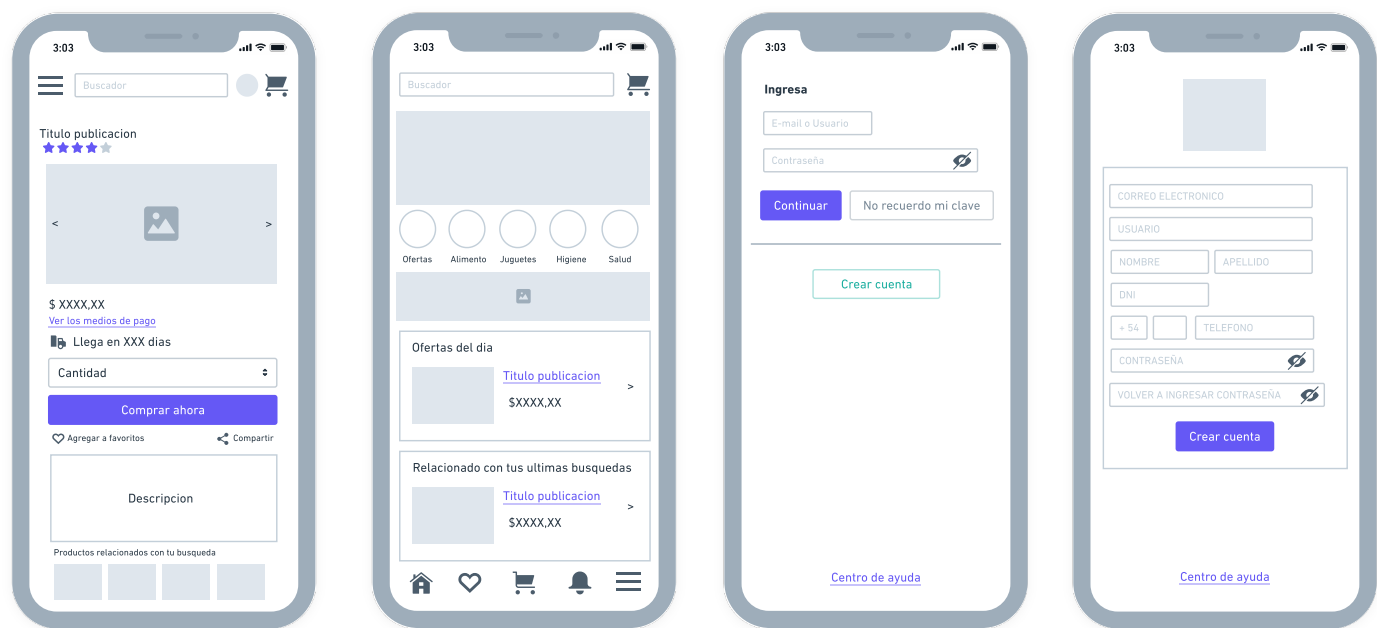 3:03
Buscador
Titulo publicacion
<
>
$ XXXX,XX
Ver los medios de pago
Llega en XXX dias
Cantidad
Comprar ahora
Agregar a favoritos
Compartir
Descripcion
Productos relacionados con tu busqueda
3:03
Buscador
Ofertas
Alimento
Juguetes
Higiene
Salud
Ofertas del dia
Titulo publicacion
>
$XXXX,XX
Relacionado con tus ultimas busquedas
Titulo publicacion
>
$XXXX,XX
3:03
Ingresa
E-mail o Usuario
Contraseña
Continuar
No recuerdo mi clave
Crear cuenta
Centro de ayuda
3:03
CORREO ELECTRONICO
USUARIO
NOMBRE
APELLIDO
DNI
+ 54
TELEFONO
CONTRASEÑA
VOLVER A INGRESAR CONTRASEÑA
Crear cuenta
Centro de ayuda